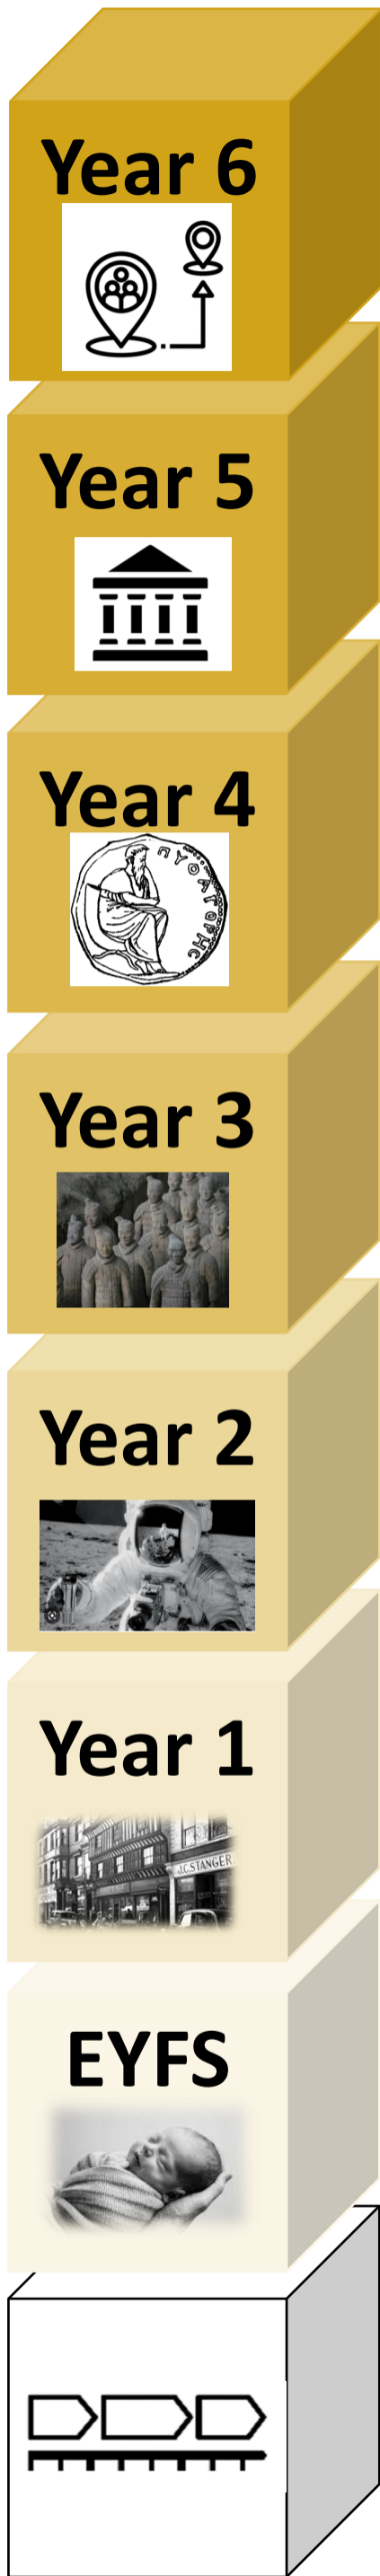 Year 6
Year 5
Year 4
ΠΥΘΑΓΟΡΗϹ
Year 3
Year 2
Year 1
J.C.STANGER
EYFS